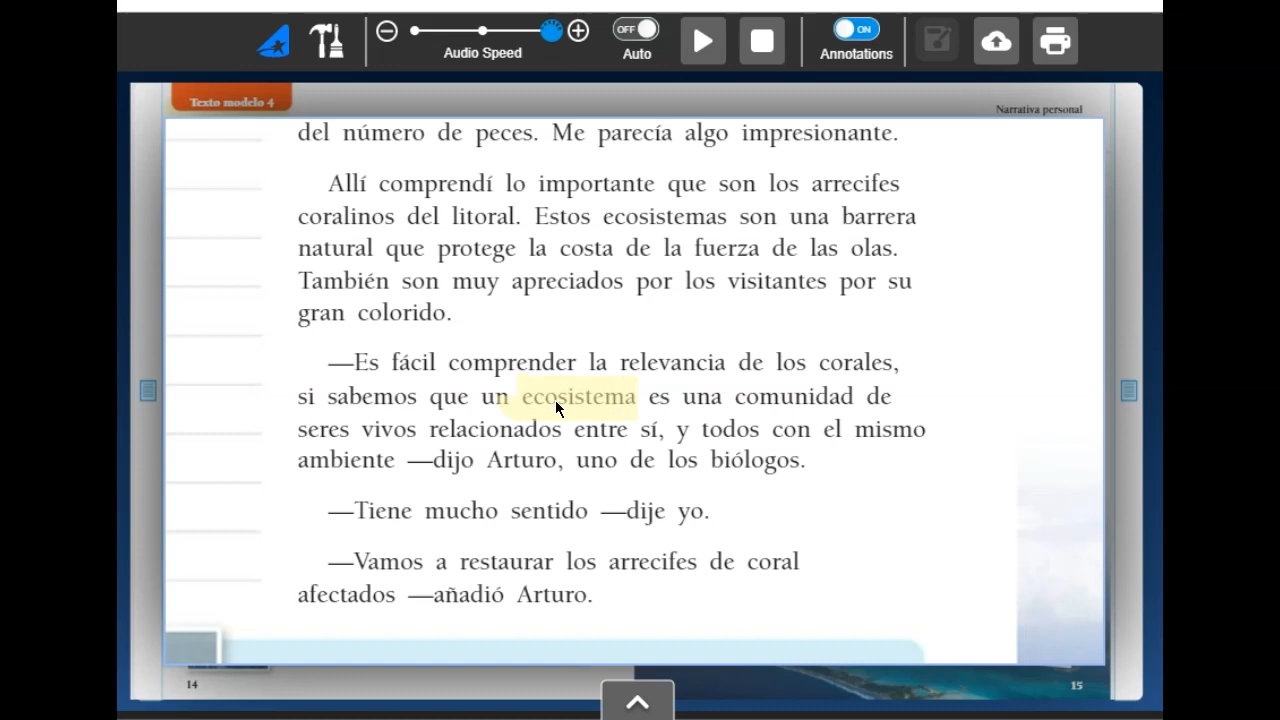 OFF
ON
Audio Speed
Auto
Annotations
Texto modelo 4
Narrativa personal
del número de peces. Me parecía algo impresionante.
Allí comprendí lo importante que son los arrecifes
coralinos del litoral. Estos ecosistemas son una barrera
natural que protege la costa de la fuerza de las olas.
También son muy apreciados por los visitantes por su
gran colorido.
—Es fácil comprender la relevancia de los corales,
si sabemos que un ecosistema es una comunidad de
seres vivos relacionados entre sí, y todos con el mismo
ambiente —dijo Arturo, uno de los biólogos.
—Tiene mucho sentido —dije yo.
—Vamos a restaurar los arrecifes de coral
afectados —añadió Arturo.
14
15